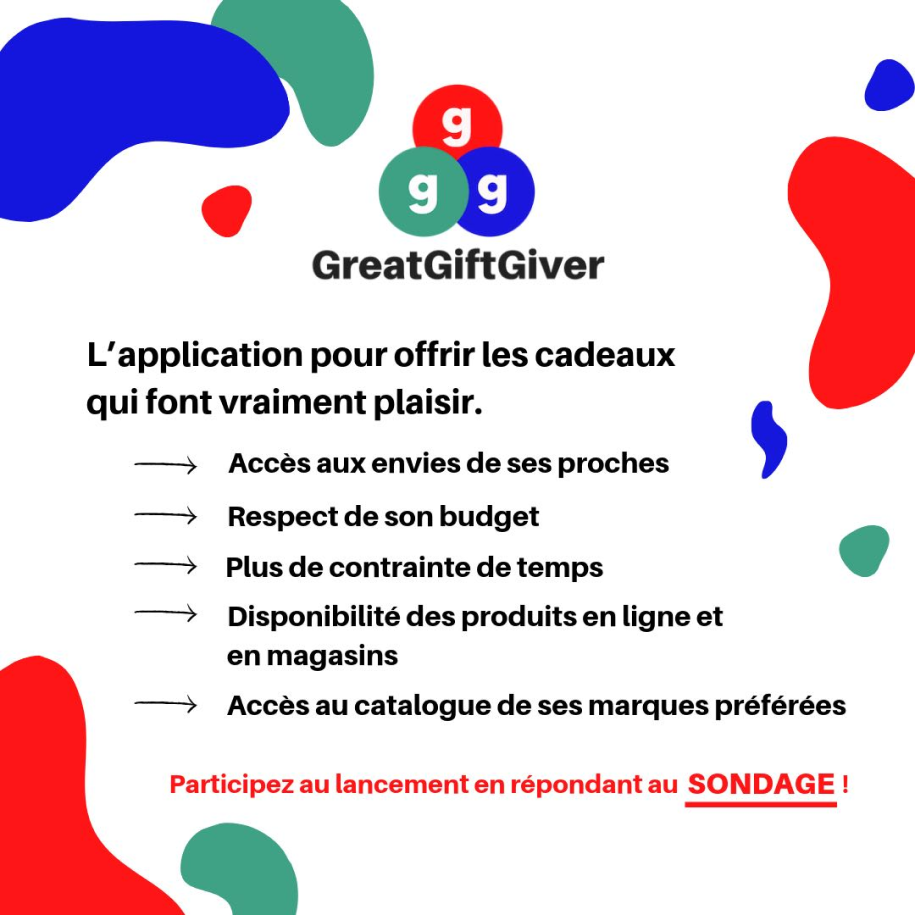 g
g g
GreatGiftGiver
L’application pour offrir les cadeaux
qui font vraiment plaisir.
Accès aux envies de ses proches
Respect de son budget
Plus de contrainte de temps
Disponibilité des produits en ligne et
en magasins
Accès au catalogue de ses marques préférées
Participez au lancement en répondant au SONDAGE !